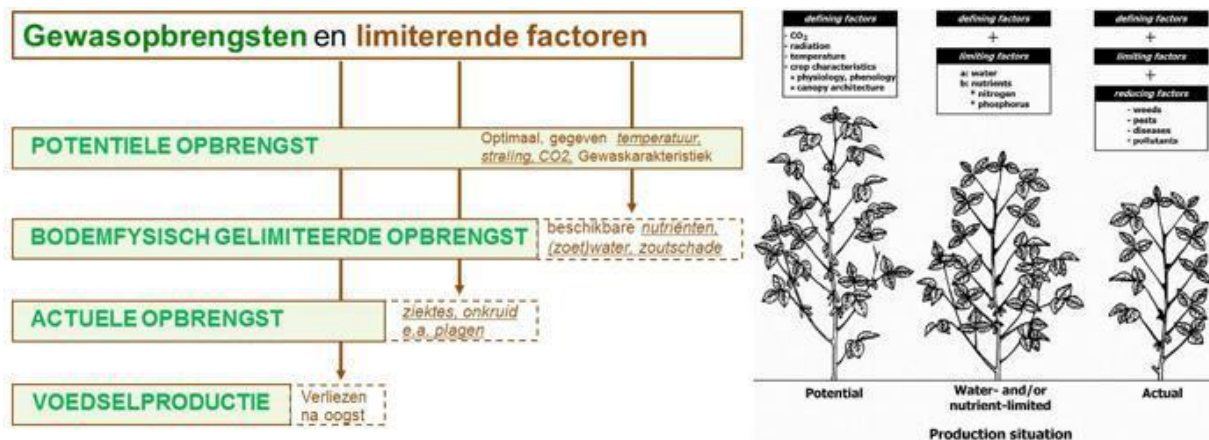 Gewasopbrengsten en limiterende factoren
POTENTIELE OPBRENGST
Optimaal, gegeven temperatuur,
straling, CO2, Gewaskarakteristiek
BODEMFYSISCH GELIMITEERDE OPBRENGST
beschikbare nutriënten,
(zoet)water, zoutschade
ACTUELE OPBRENGST
ziektes, onkruid
e.a. plagen
VOEDSELPRODUCTIE
Verliezen
na oogst
defining factors
- CO2
- radiation
- temperature
- crop characteristics
* physiology, phenology
* canopy architecture
Potential
defining factors
+
limiting factors
a: water
b: nutrients
* nitrogen
* phosphorus
Water- and/or
nutrient-limited
defining factors
+
limiting factors
+
reducing factors
- weeds
- pests
- diseases
- pollutants
Actual
Production situation